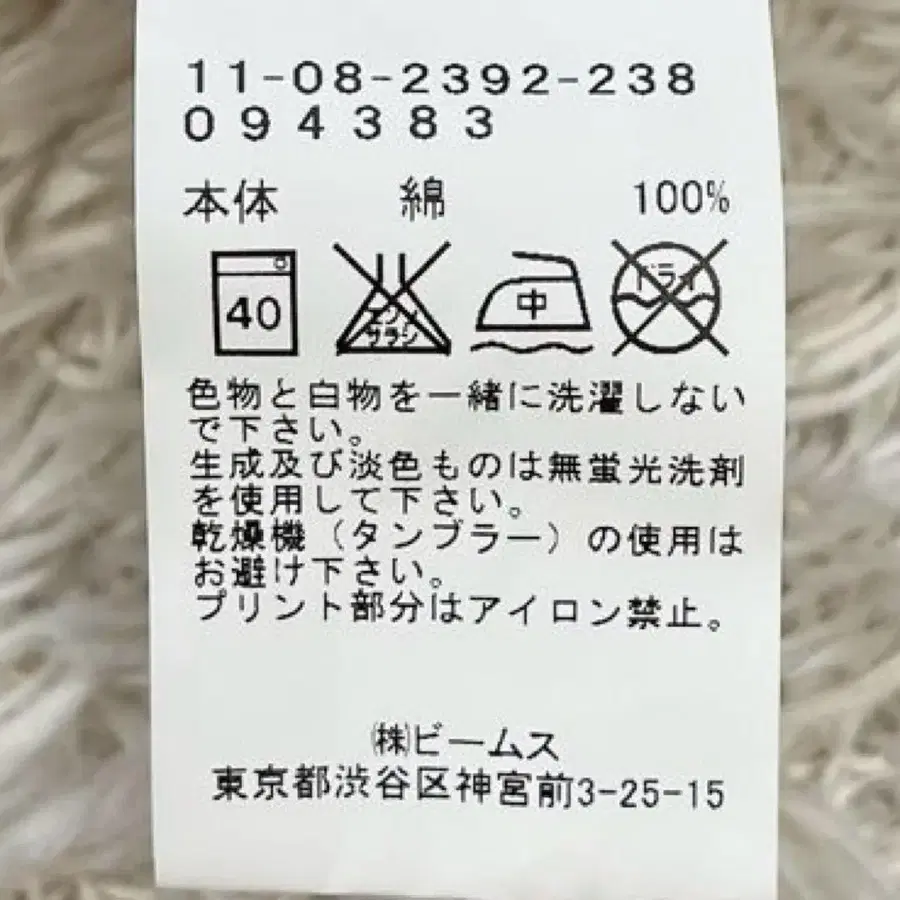 11-08-2392-238
094383
本体 綿 100%
40 エンソ サラシ 中 ドライ
色物と白物を一緒に洗濯しない
で下さい。
生成及び淡色ものは無蛍光洗剤
を使用して下さい。
乾燥機（タンブラー）の使用は
お避け下さい。
プリント部分はアイロン禁止。
㈱ビームス
東京都渋谷区神宮前3-25-15